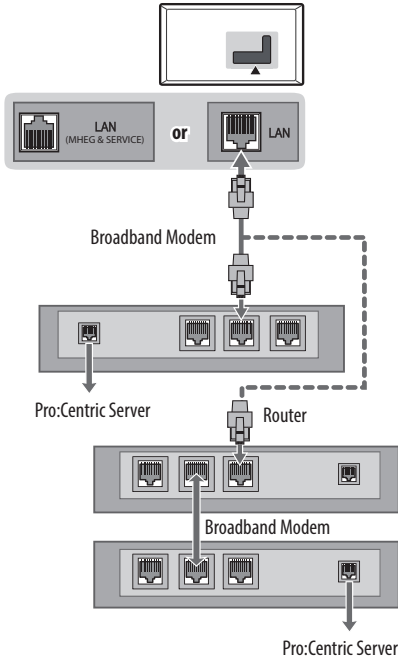 LAN
(MHEG & SERVICE)
or
LAN
Broadband Modem
Pro:Centric Server
Router
Broadband Modem
Pro:Centric Server